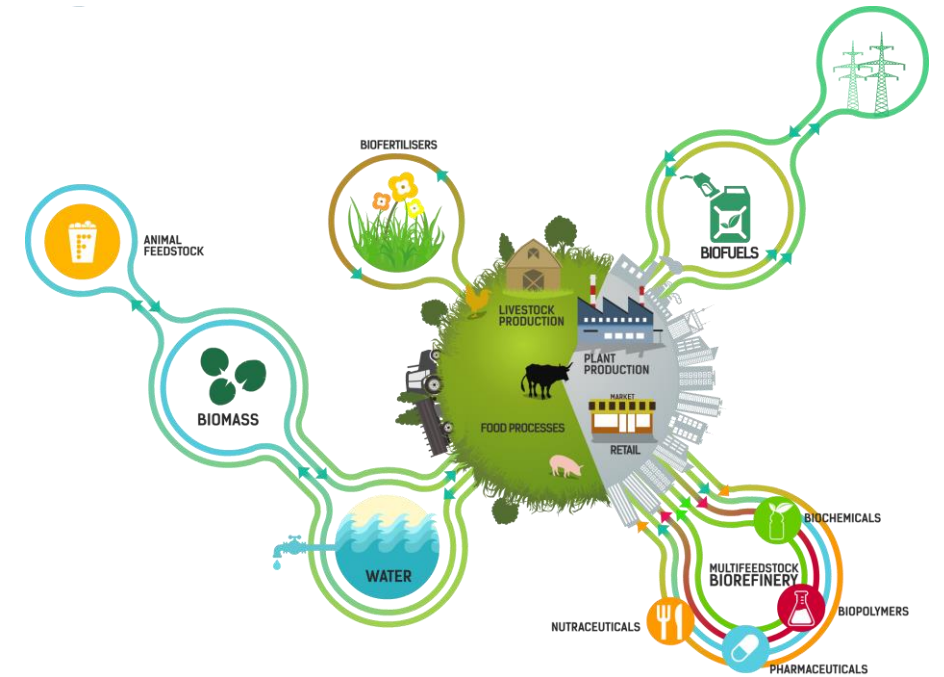 BIOFERTILISERS
ANIMAL
FEEDSTOCK
BIOFUELS
LIVESTOCK
PRODUCTION
PLANT
PRODUCTION
MARKET
BIOMASS
FOOD PROCESSES
RETAIL
WATER
BIOCHEMICALS
MULTIFEEDSTOCK
BIOREFINERY
BIOPOLYMERS
NUTRACEUTICALS
PHARMACEUTICALS